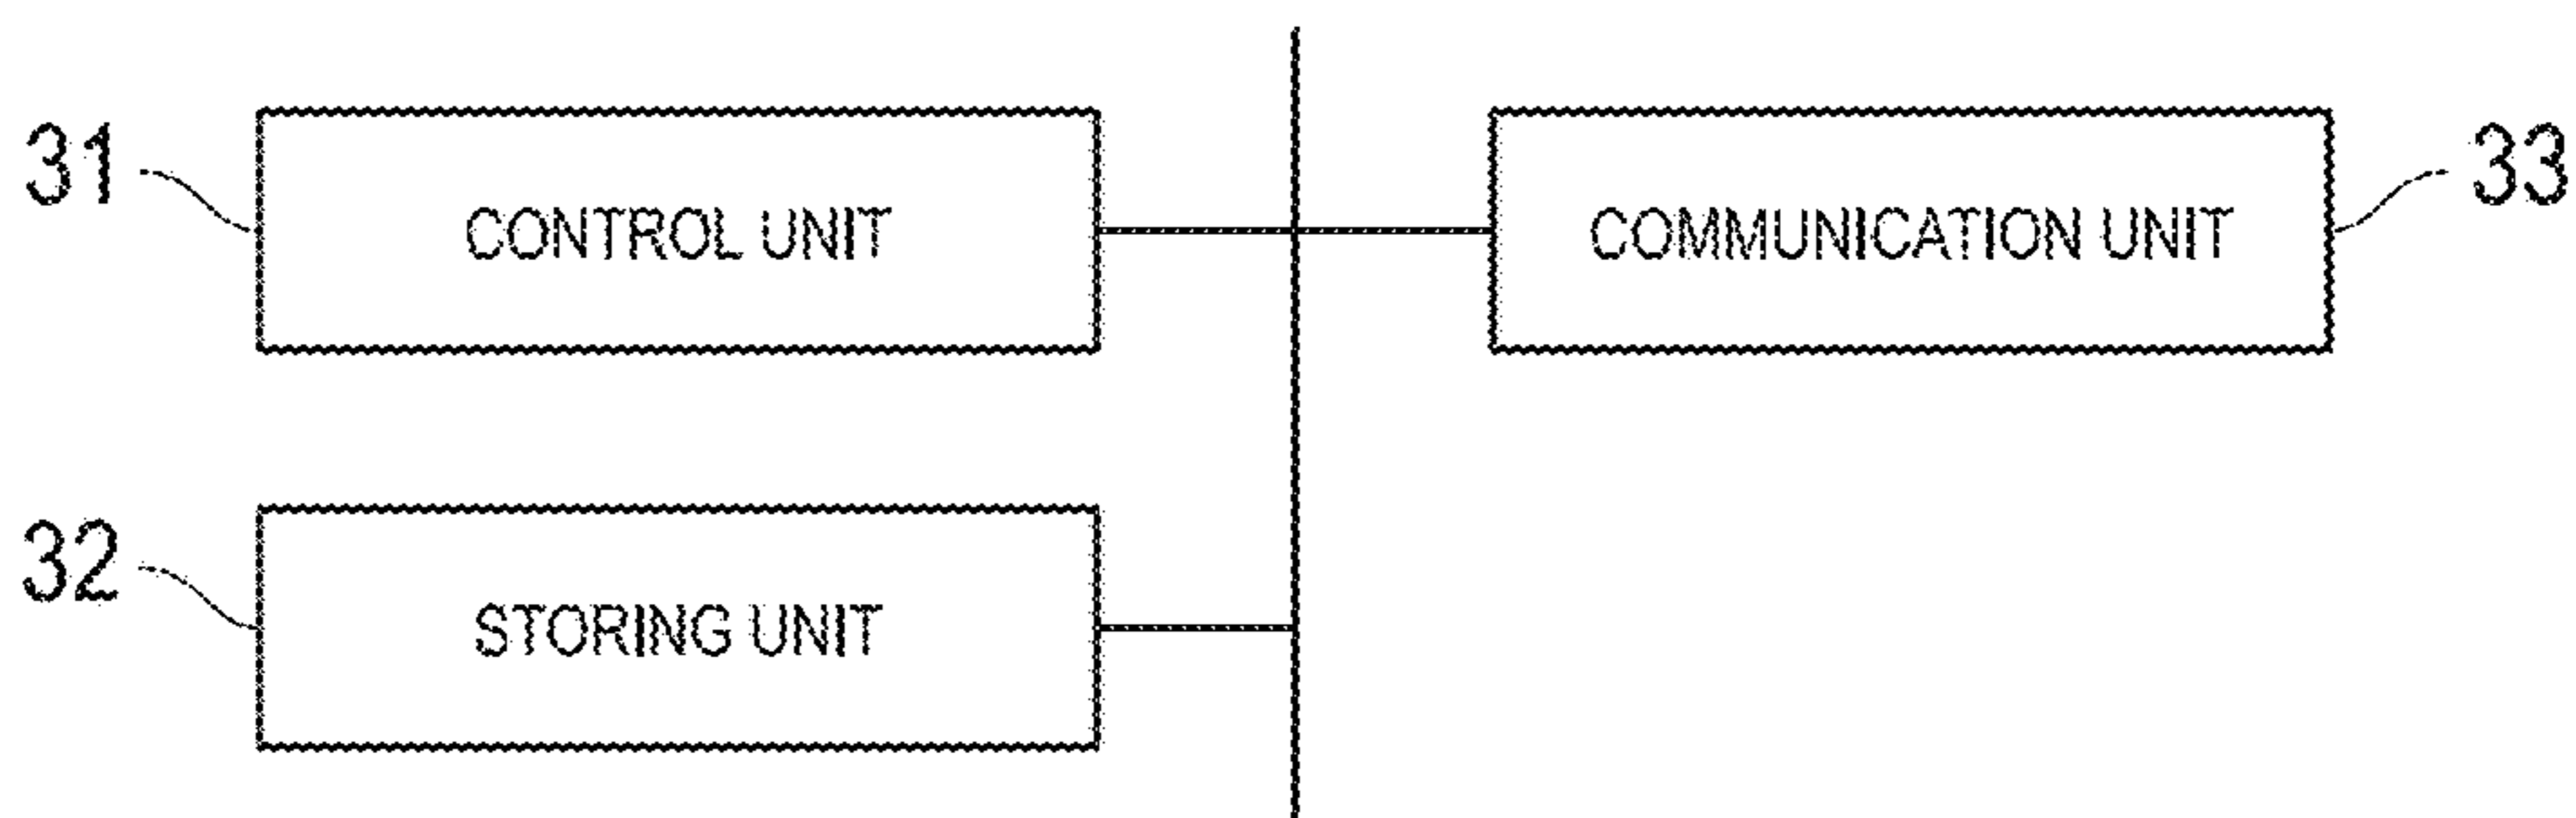 31
CONTROL UNIT
COMMUNICATION UNIT
33
32
STORING UNIT